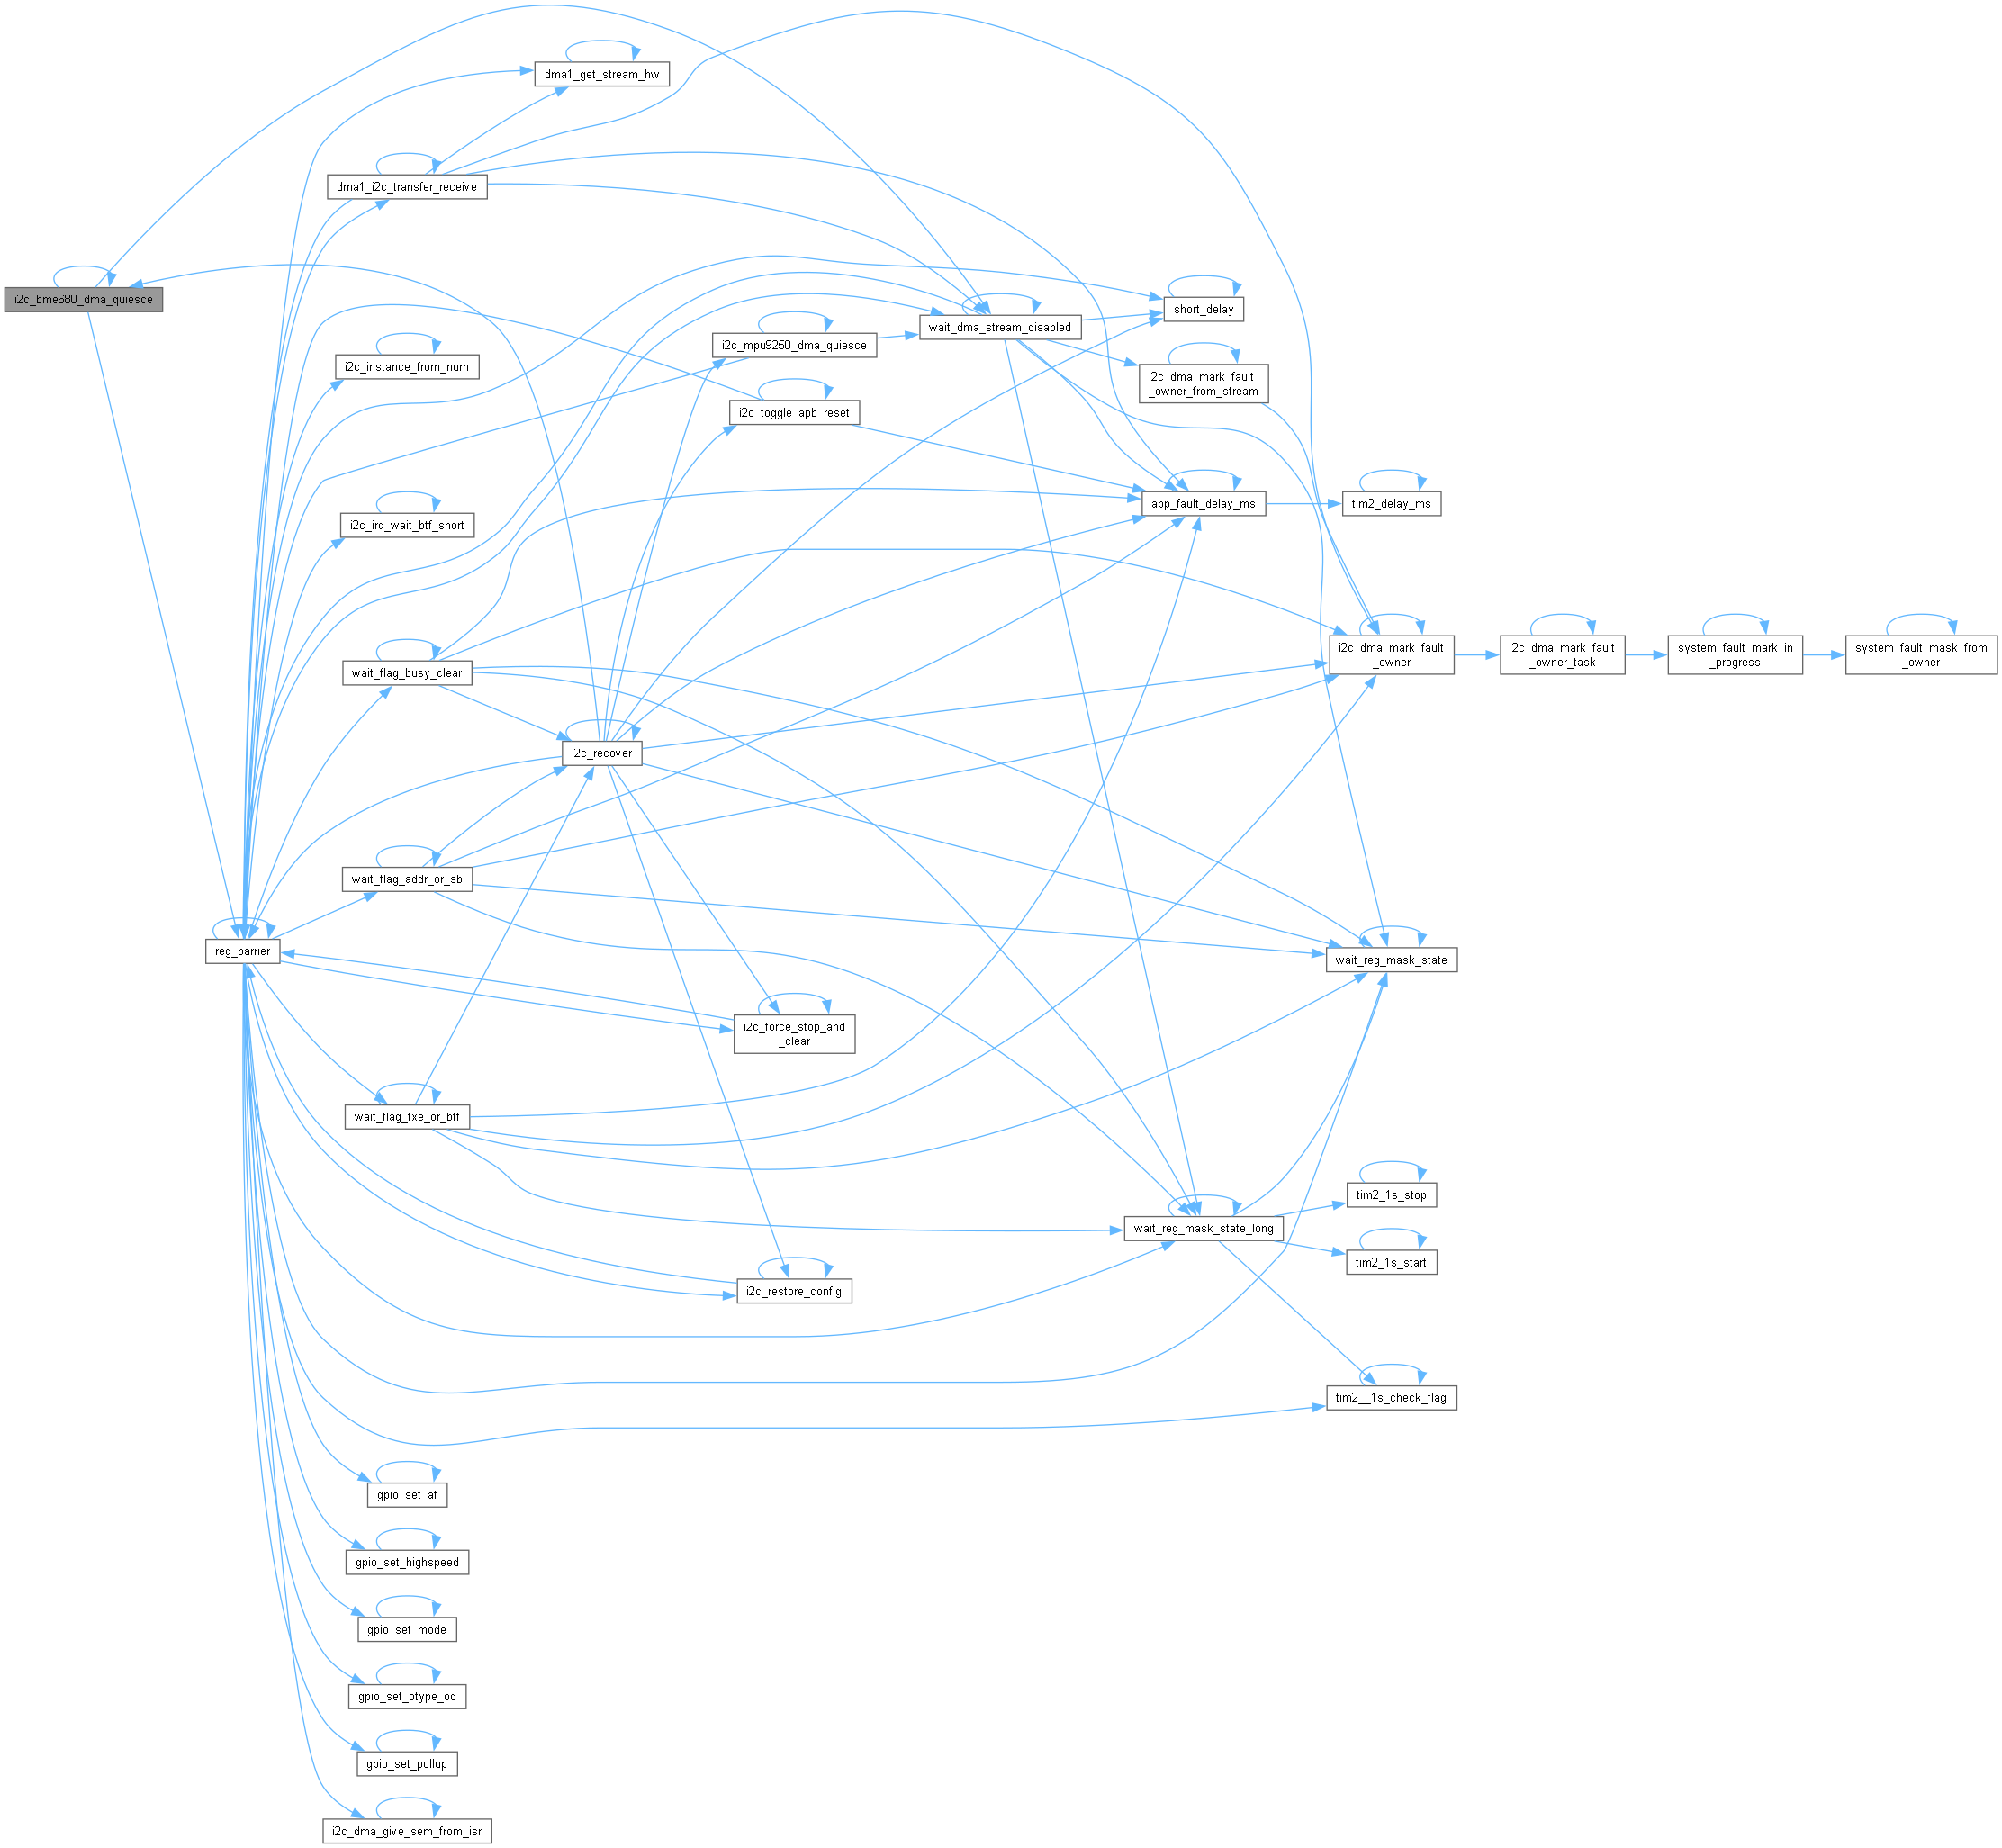 dma1_get_stream_hw
dma1_i2c_transfer_receive
i2c_bme680_dma_quiesce
short_delay
wait_dma_stream_disabled
i2c_mpu9250_dma_quiesce
i2c_instance_from_num
i2c_dma_mark_fault
_owner_from_stream
i2c_toggle_apb_reset
app_fault_delay_ms
tim2_delay_ms
i2c_irq_wait_btf_short
i2c_dma_mark_fault
_owner
i2c_dma_mark_fault
_owner_task
system_fault_mark_in
_progress
system_fault_mask_from
_owner
wait_flag_busy_clear
i2c_recover
wait_flag_addr_or_sb
reg_barrier
wait_reg_mask_state
i2c_force_stop_and
_clear
wait_flag_txe_or_btf
tim2_1s_stop
wait_reg_mask_state_long
tim2_1s_start
i2c_restore_config
tim2__1s_check_flag
gpio_set_af
gpio_set_highspeed
gpio_set_mode
gpio_set_otype_od
gpio_set_pullup
i2c_dma_give_sem_from_isr